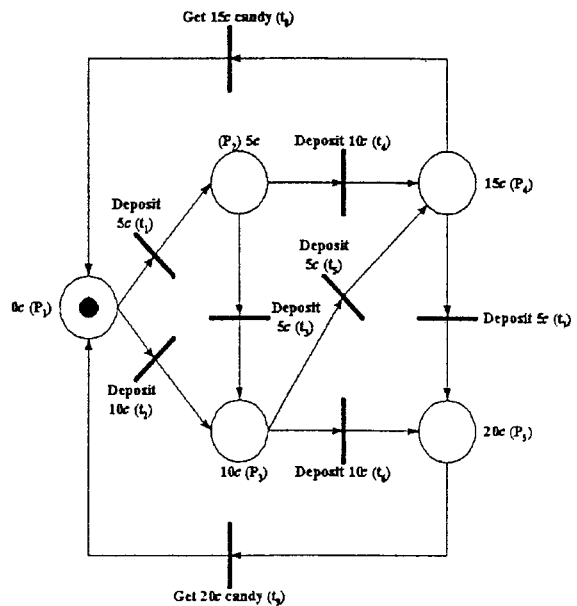 Get 15c candy (t8)
(P2) 5c
Deposit 10c (t4)
15c (P4)
Deposit
5c (t1)
Deposit
5c (t5)
0c (P1)
Deposit
5c (t3)
Deposit 5c (t7)
Deposit
10c (t2)
10c (P3)
Deposit 10c (t6)
20c (P5)
Get 20c candy (t9)